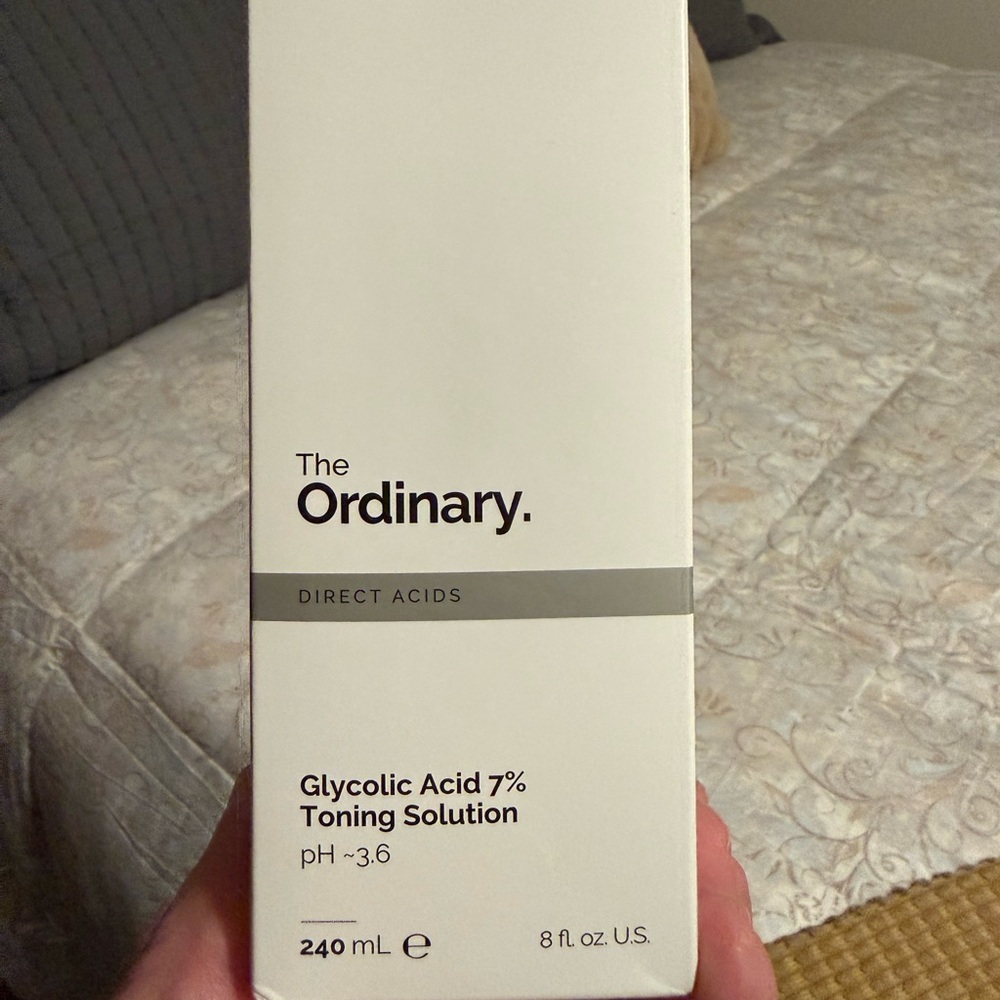 The
Ordinary.
DIRECT ACIDS
Glycolic Acid 7%
Toning Solution
pH ~3.6
240 mL ℮ 8 fl. oz. U.S.